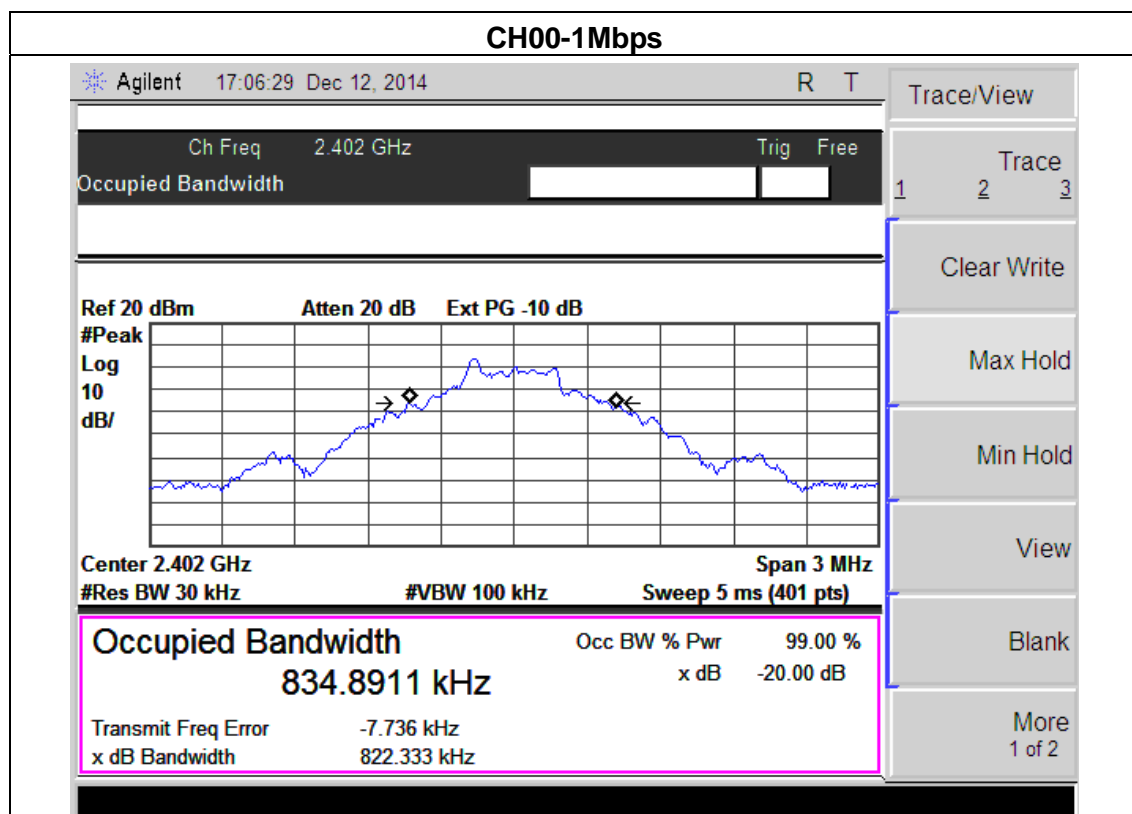 CH00-1Mbps
Agilent 17:06:29 Dec 12, 2014 R T
Trace/View
Ch Freq 2.402 GHz Trig Free
Occupied Bandwidth
Trace
1 2 3
Clear Write
Ref 20 dBm Atten 20 dB Ext PG -10 dB
#Peak
Log
10
dB/
Max Hold
Min Hold
View
Center 2.402 GHz Span 3 MHz
#Res BW 30 kHz #VBW 100 kHz Sweep 5 ms (401 pts)
Occupied Bandwidth Occ BW % Pwr 99.00 %
834.8911 kHz x dB -20.00 dB
Blank
Transmit Freq Error -7.736 kHz
x dB Bandwidth 822.333 kHz
More
1 of 2